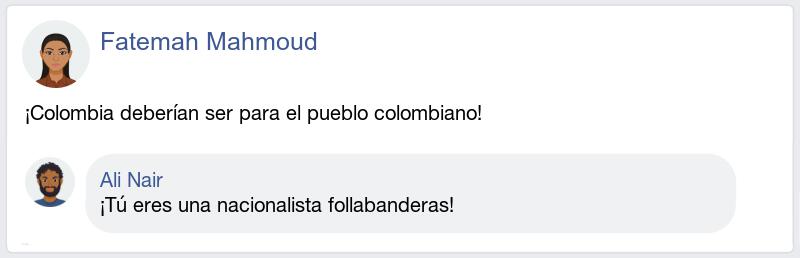 Fatemah Mahmoud
¡Colombia deberían ser para el pueblo colombiano!
Ali Nair
¡Tú eres una nacionalista follabanderas!